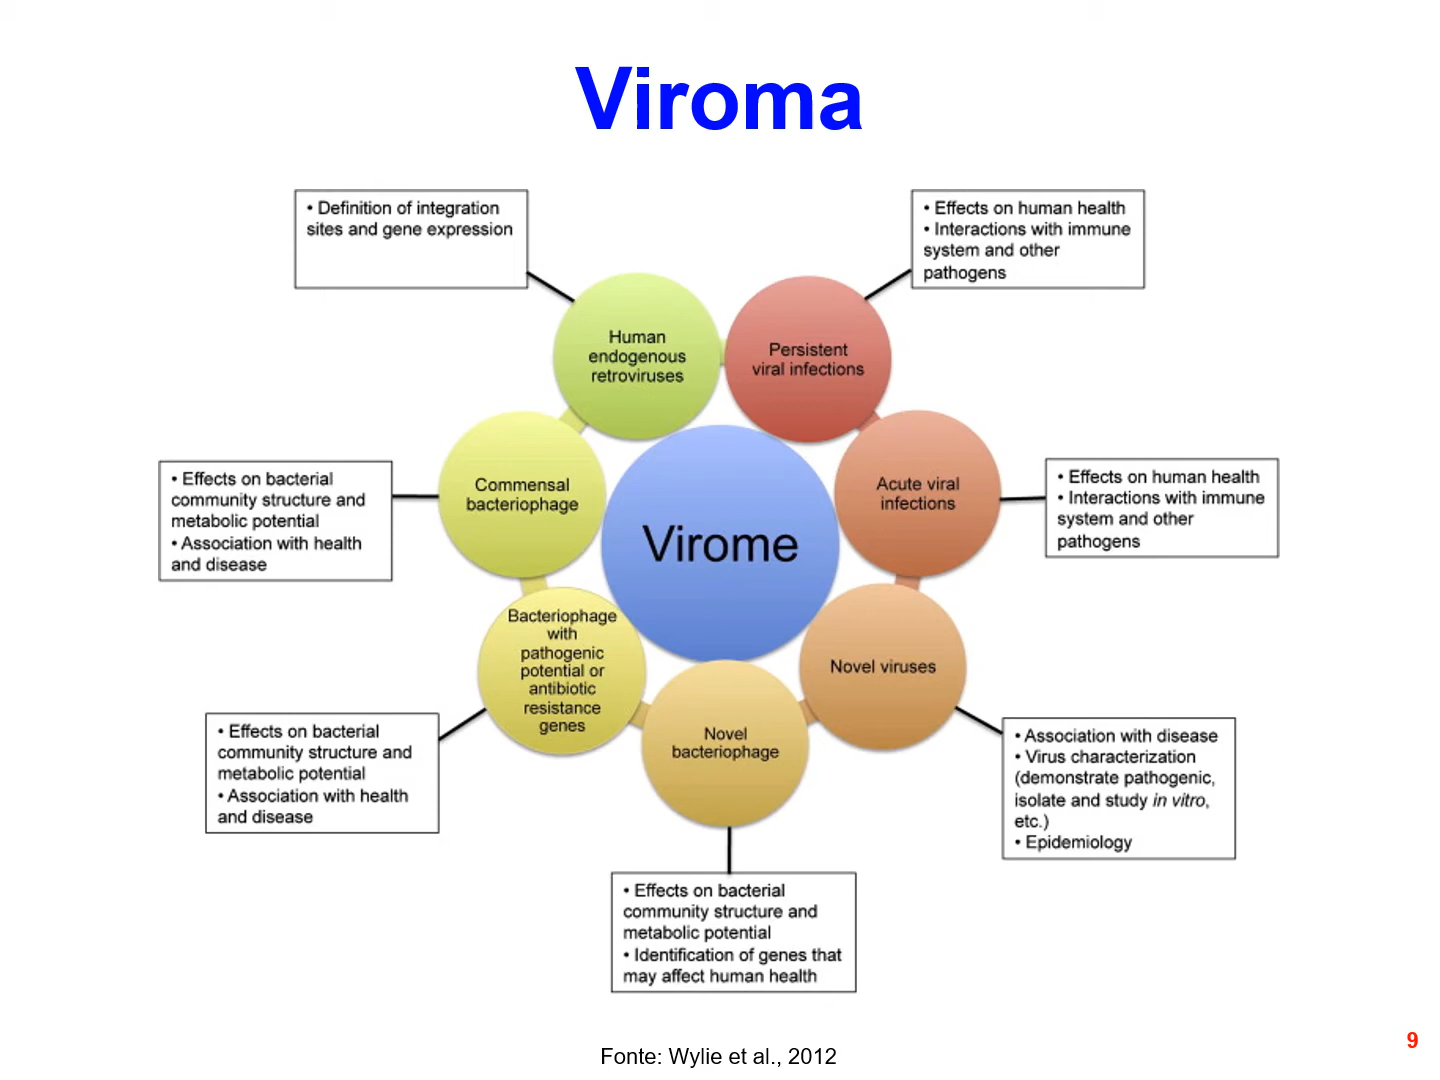 Viroma
• Definition of integration
sites and gene expression
• Effects on human health
• Interactions with immune
system and other
pathogens
Human
endogenous
retroviruses
Persistent
viral infections
• Effects on bacterial
community structure and
metabolic potential
• Association with health
and disease
Commensal
bacteriophage
Virome
Acute viral
infections
• Effects on human health
• Interactions with immune
system and other
pathogens
Bacteriophage
with
pathogenic
potential or
antibiotic
resistance
genes
Novel viruses
Novel
bacteriophage
• Effects on bacterial
community structure and
metabolic potential
• Association with health
and disease
• Association with disease
• Virus characterization
(demonstrate pathogenic,
isolate and study in vitro,
etc.)
• Epidemiology
• Effects on bacterial
community structure and
metabolic potential
• Identification of genes that
may affect human health
Fonte: Wylie et al., 2012
9